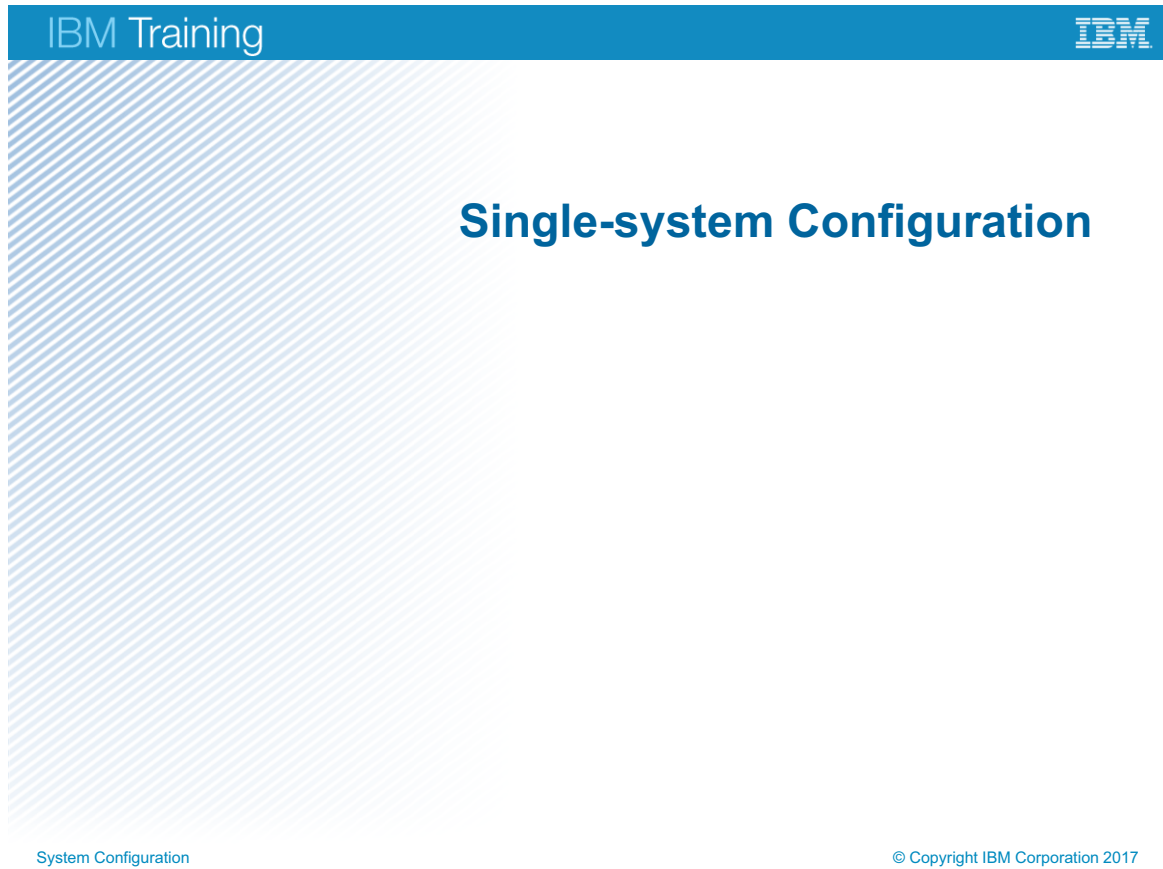 IBM Training
IBM
Single-system Configuration
System Configuration
© Copyright IBM Corporation 2017